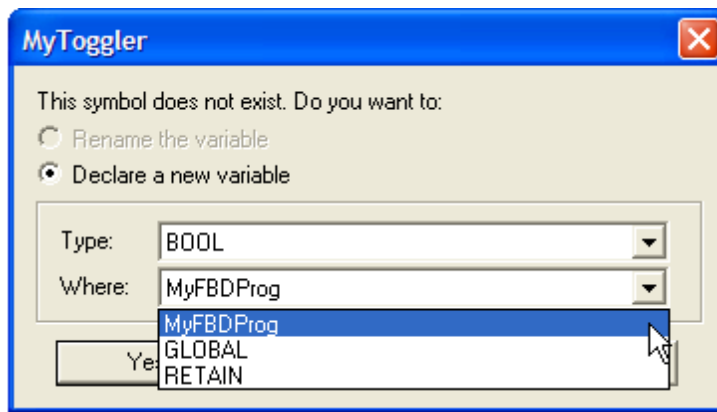 MyToggler
This symbol does not exist. Do you want to:
Rename the variable
Declare a new variable
Type: BOOL
Where: MyFBDProg
MyFBDProg
GLOBAL
RETAIN